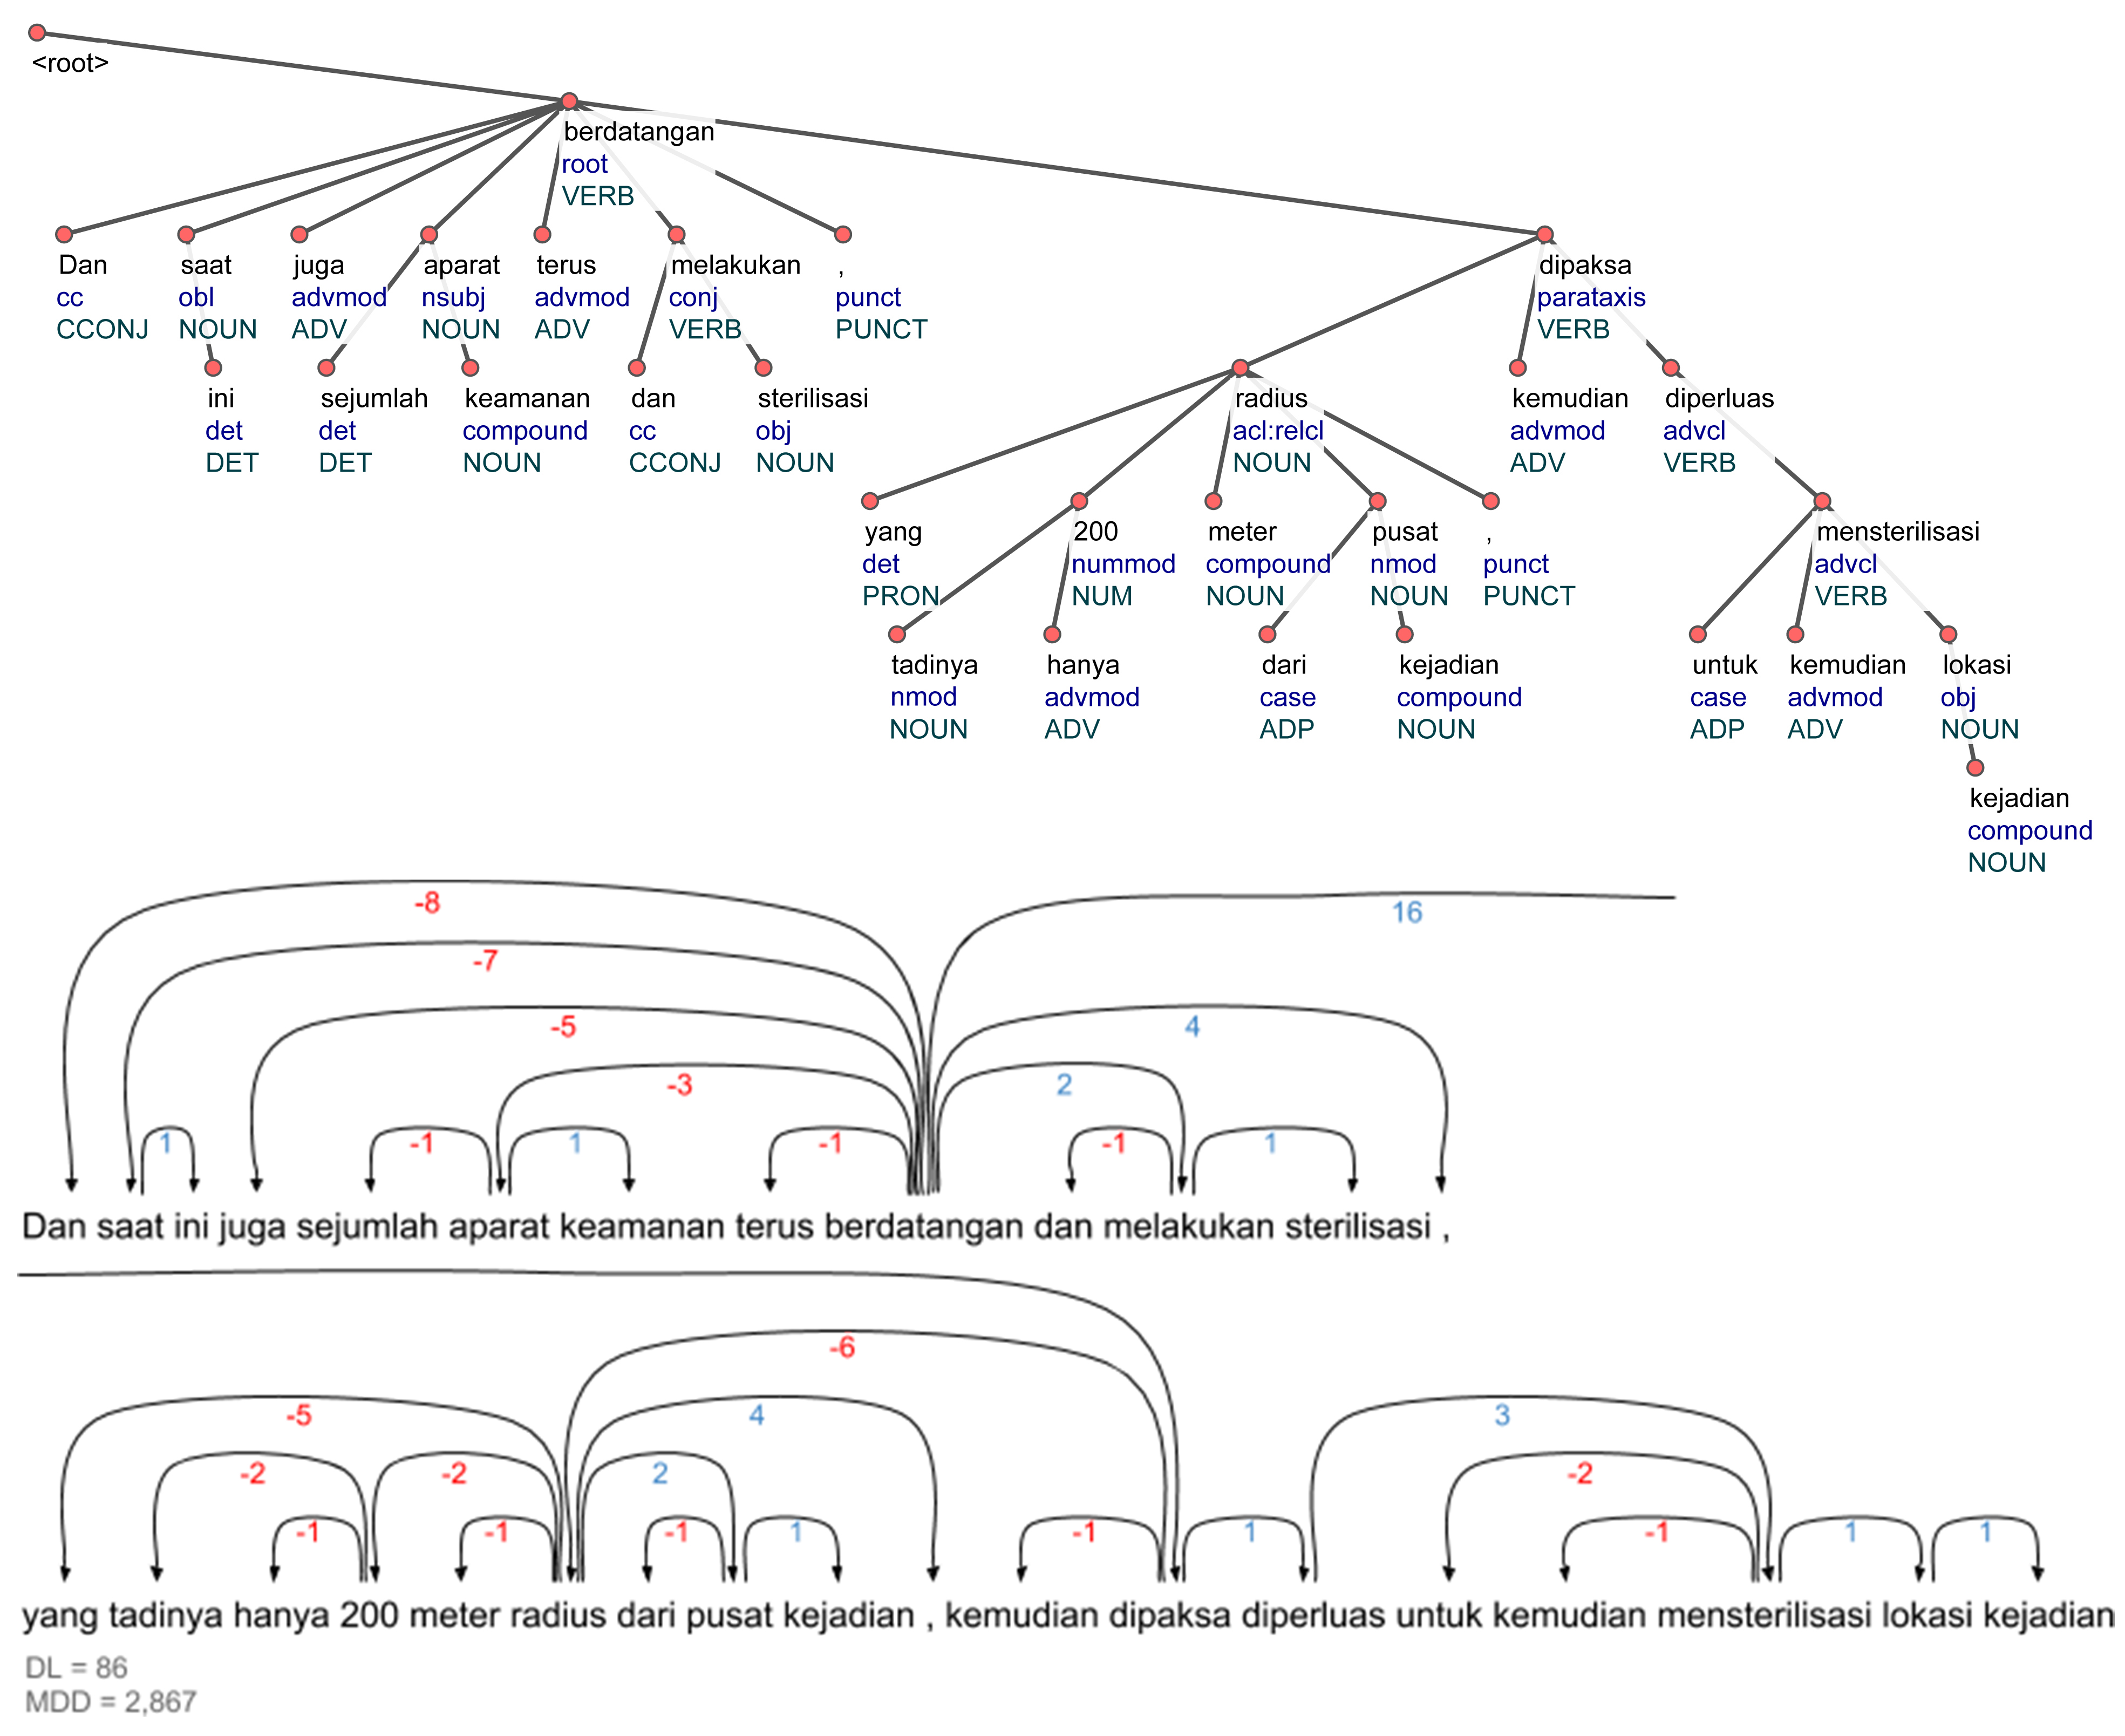 <root>
berdatangan
root
VERB
Dan saat juga aparat terus melakukan , dipaksa
cc obl advmod nsubj advmod conj punct parataxis
CCONJ NOUN ADV NOUN ADV VERB PUNCT VERB
ini sejumlah keamanan dan sterilisasi radius kemudian diperluas
det det compound cc obj acl:relcl advmod advcl
DET DET NOUN CCONJ NOUN NOUN ADV VERB
yang 200 meter pusat , mensterilisasi
det nummod compound nmod punct advcl
PRON NUM NOUN NOUN PUNCT VERB
tadinya hanya dari kejadian untuk kemudian lokasi
nmod advmod case compound case advmod obj
NOUN ADV ADP NOUN ADP ADV NOUN
kejadian
compound
NOUN
-8 16
-7
-5 4
-3 2
1 -1 1 -1 -1 1
Dan saat ini juga sejumlah aparat keamanan terus berdatangan dan melakukan sterilisasi ,
-6
-5 4 3
-2 -2 2 -2
-1 -1 -1 1 -1 1 -1 1 1
yang tadinya hanya 200 meter radius dari pusat kejadian , kemudian dipaksa diperluas untuk kemudian mensterilisasi lokasi kejadian
DL = 86
MDD = 2,867